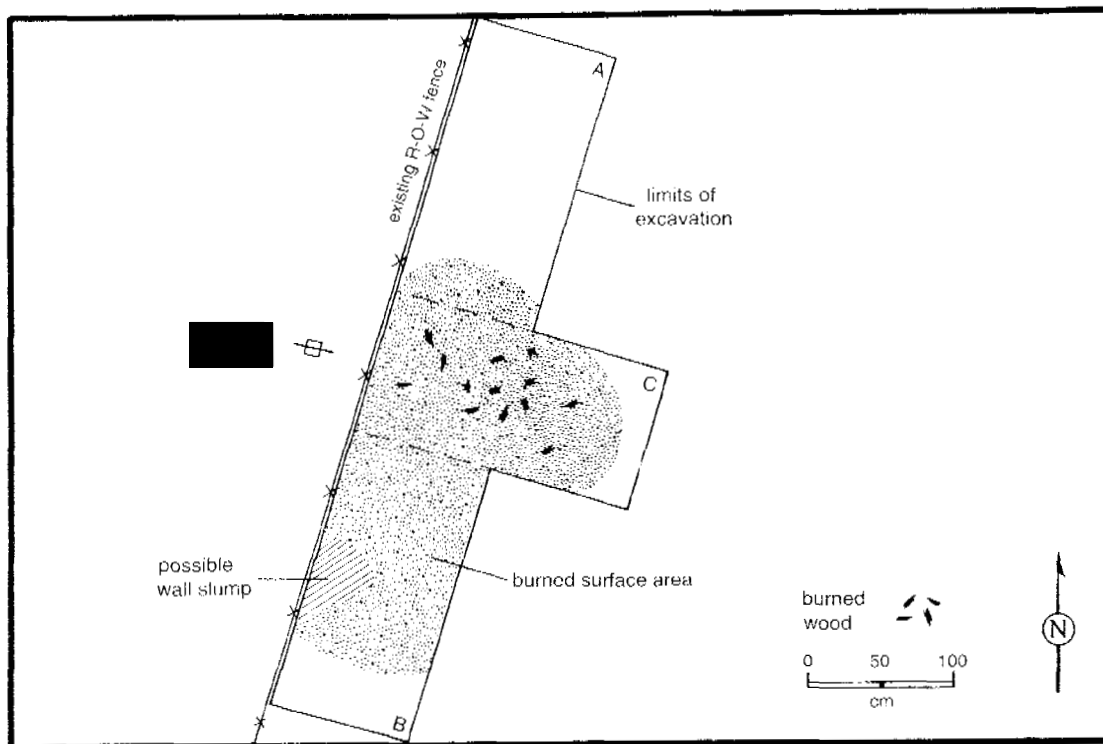 A
existing R-O-W fence
limits of
excavation
C
possible
wall slump
burned surface area
burned
wood
N
0 50 100
cm
B